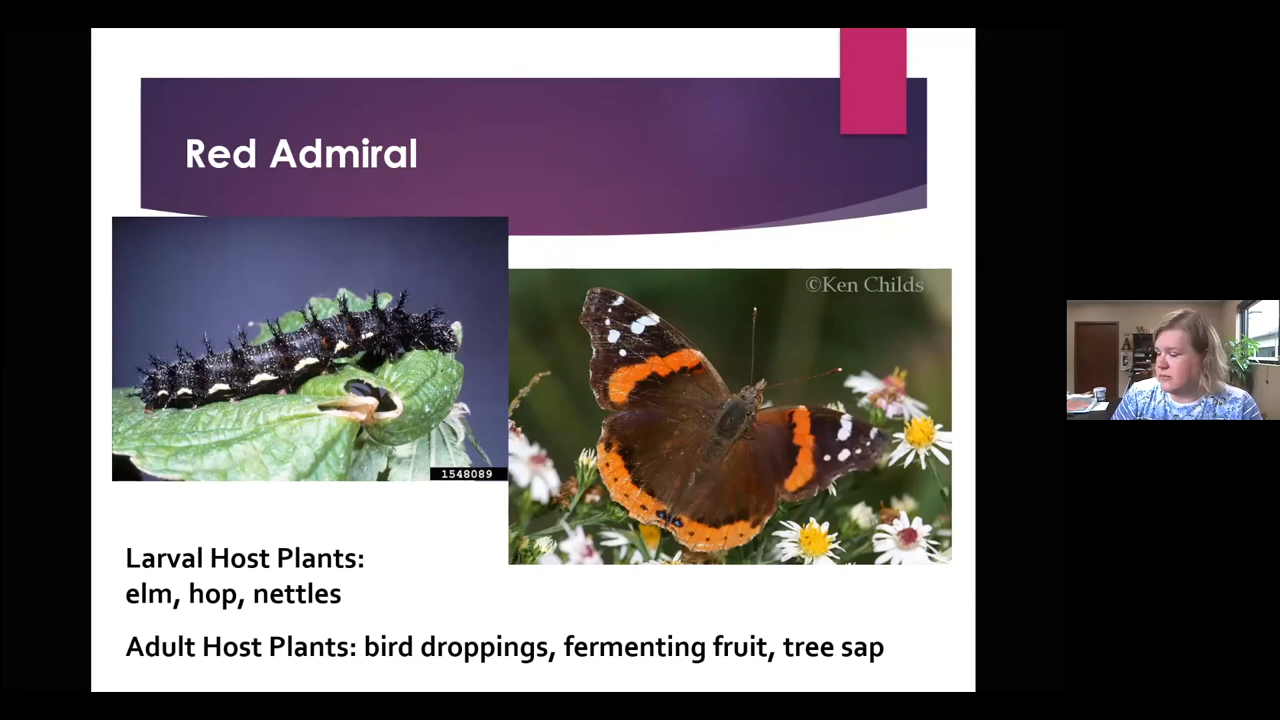 Red Admiral
©Ken Childs
1548089
Larval Host Plants:
elm, hop, nettles
Adult Host Plants: bird droppings, fermenting fruit, tree sap